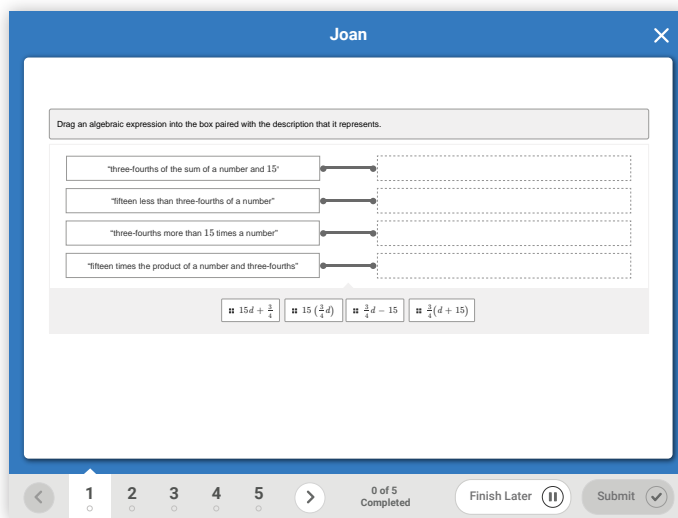 Joan
Drag an algebraic expression into the box paired with the description that it represents.
"three-fourths of the sum of a number and 15"
"fifteen less than three-fourths of a number"
"three-fourths more than 15 times a number"
"fifteen times the product of a number and three-fourths"
15d + 3/4 15 (3/4 d) 3/4 d − 15 3/4 (d + 15)
1 2 3 4 5 0 of 5 Completed Finish Later Submit